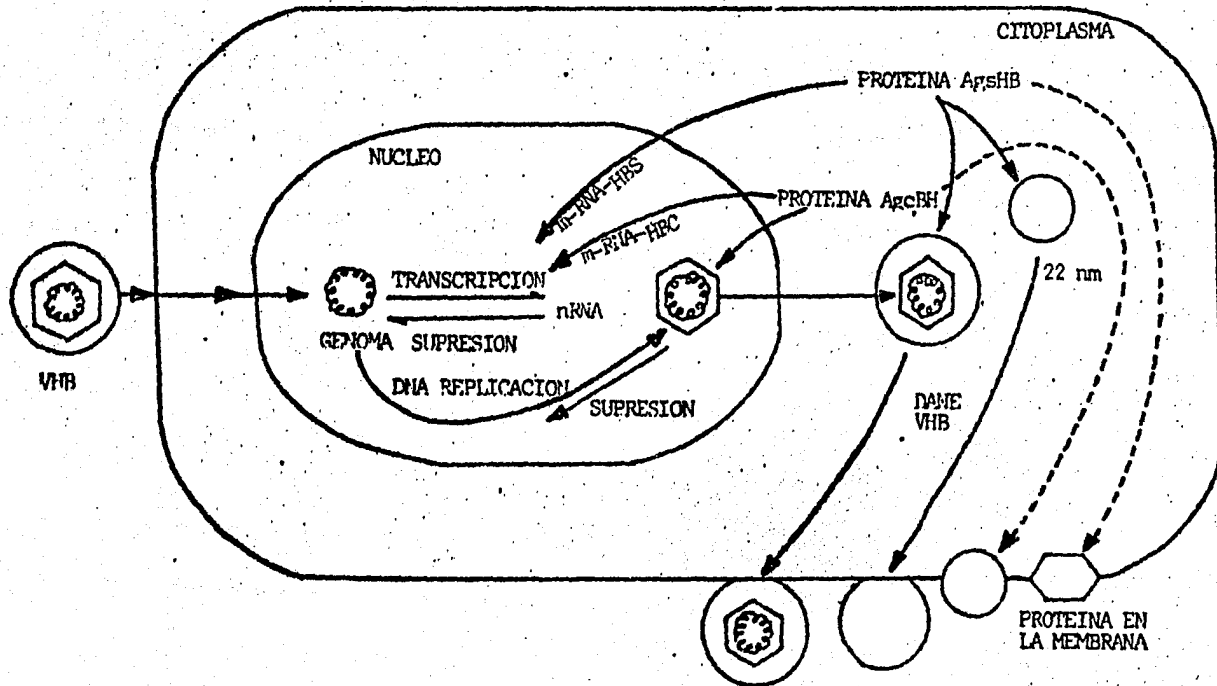 CITOPLASMA
PROTEINA AgsHB
NUCLEO
m-RNA-HBS
PROTEINA AgcBH
m-RNA-HBC
TRANSCRIPCION
22 nm
nRNA
GENOMA SUPRESION
VHB
DNA REPLICACION
SUPRESION
DANE
VHB
PROTEINA EN
LA MEMBRANA